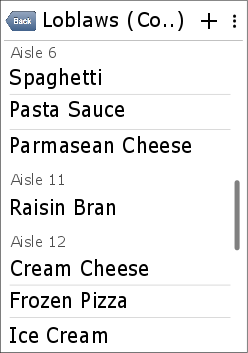 Back Loblaws (Co..)
Aisle 6
Spaghetti
Pasta Sauce
Parmasean Cheese
Aisle 11
Raisin Bran
Aisle 12
Cream Cheese
Frozen Pizza
Ice Cream